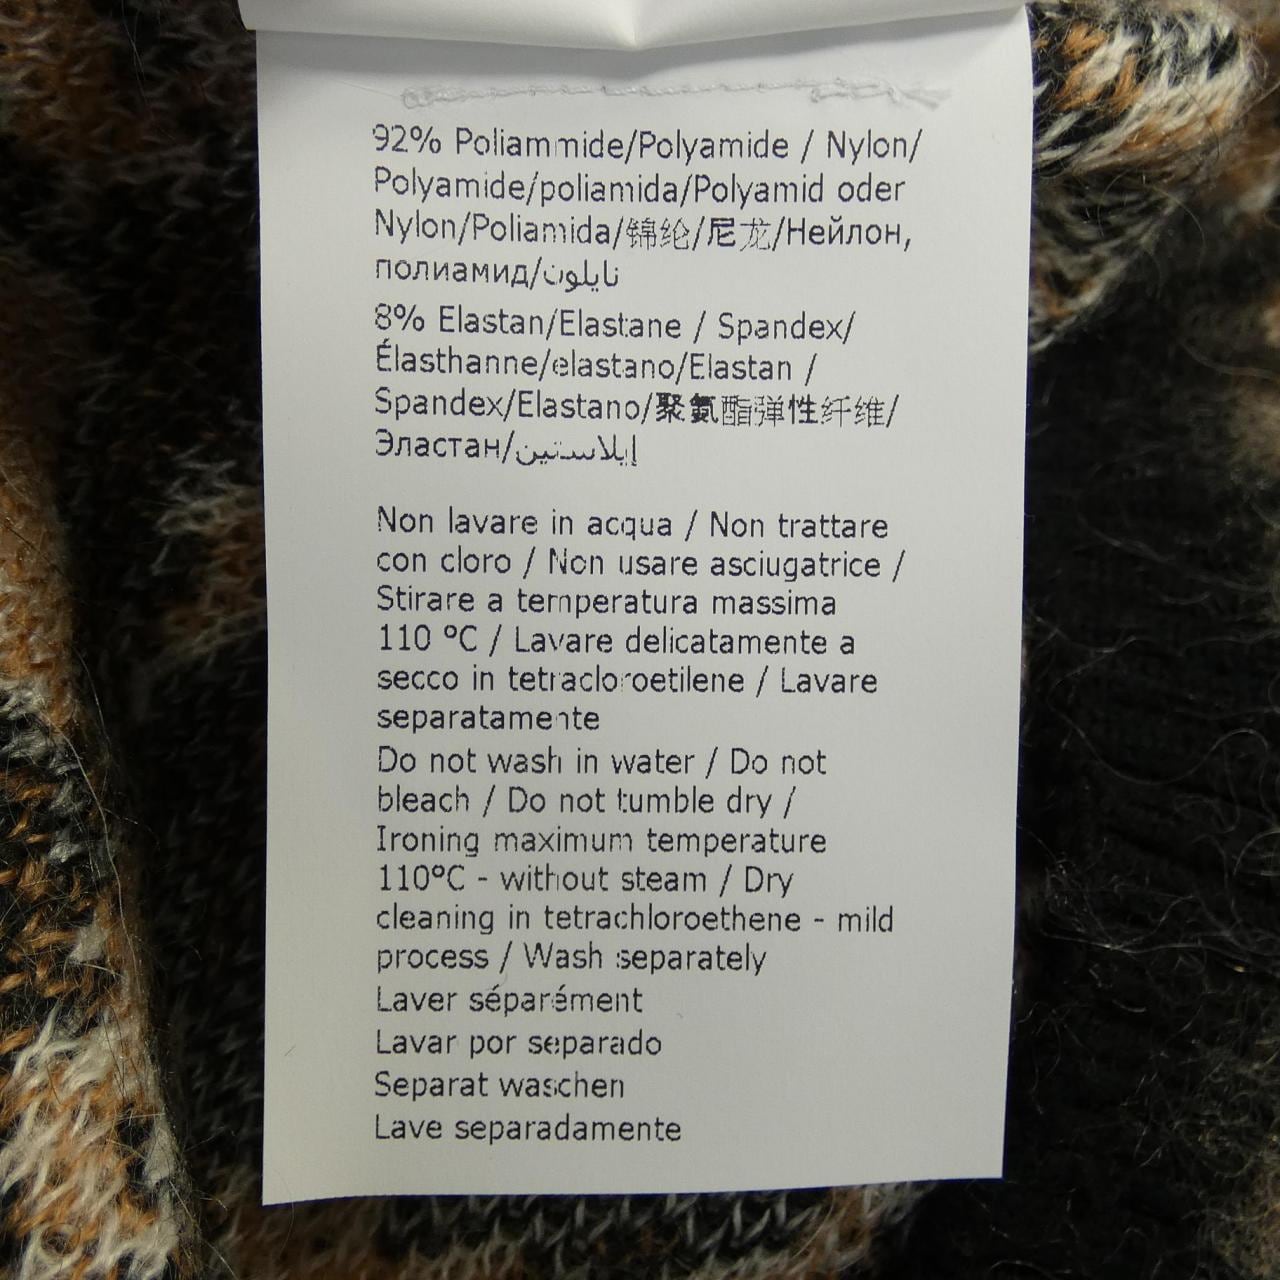 92% Poliammide/Polyamide / Nylon/
Polyamide/poliamida/Polyamid oder
Nylon/Poliamida/锦纶/尼龙/Нейлон,
полиамид/نايلون
8% Elastan/Elastane / Spandex/
Élasthanne/elastano/Elastan /
Spandex/Elastano/聚氨酯弹性纤维/
Эластан/إيلاستين
Non lavare in acqua / Non trattare
con cloro / Non usare asciugatrice /
Stirare a temperatura massima
110 °C / Lavare delicatamente a
secco in tetracloroetilene / Lavare
separatamente
Do not wash in water / Do not
bleach / Do not tumble dry /
Ironing maximum temperature
110°C - without steam / Dry
cleaning in tetrachloroethene - mild
process / Wash separately
Laver séparément
Lavar por separado
Separat waschen
Lave separadamente